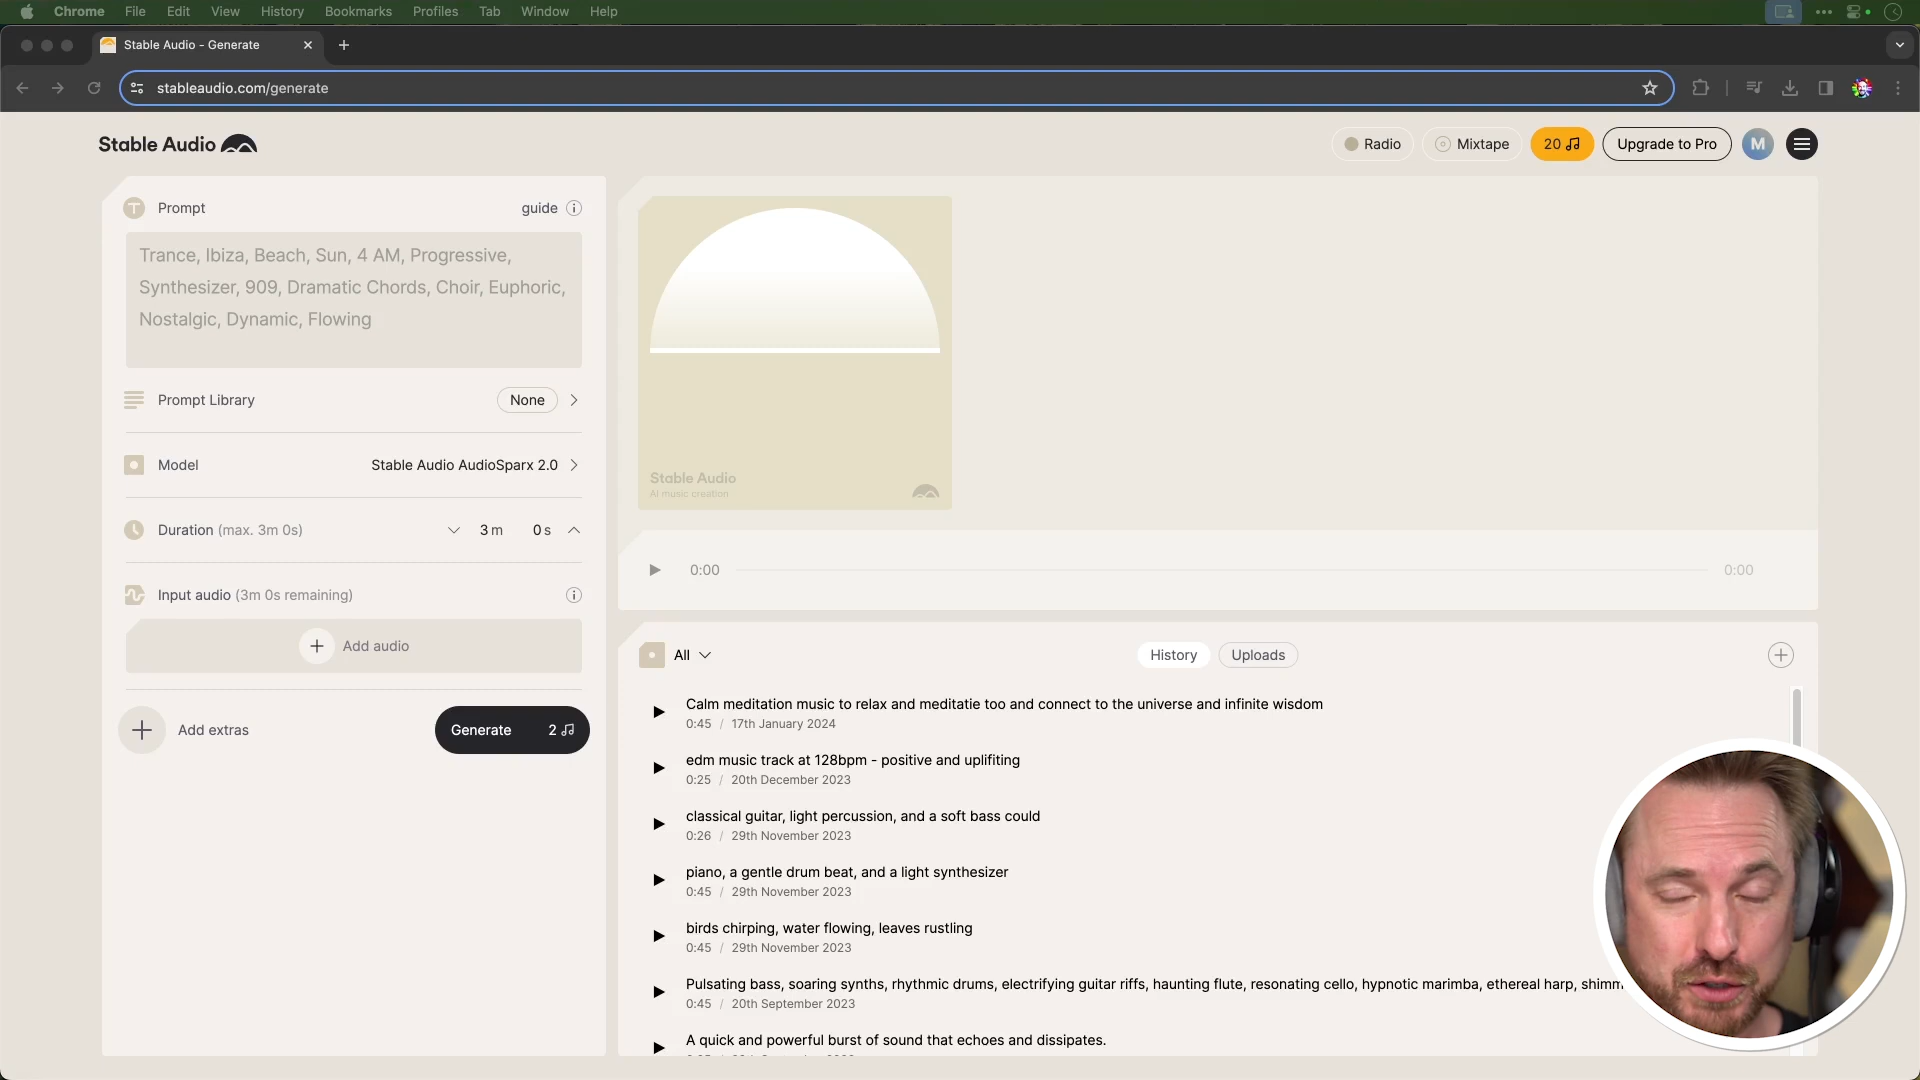 Chrome File Edit View History Bookmarks Profiles Tab Window Help
Stable Audio - Generate
stableaudio.com/generate
Stable Audio
Radio
Mixtape
20
Upgrade to Pro
M
T Prompt
guide i
Trance, Ibiza, Beach, Sun, 4 AM, Progressive,
Synthesizer, 909, Dramatic Chords, Choir, Euphoric,
Nostalgic, Dynamic, Flowing
Prompt Library None
Model Stable Audio AudioSparx 2.0
Duration (max. 3m 0s) 3 m 0 s
Input audio (3m 0s remaining) i
Add audio
Add extras
Generate 2
Stable Audio
AI music creation
0:00 0:00
All
History
Uploads
Calm meditation music to relax and meditatie too and connect to the universe and infinite wisdom
0:45 / 17th January 2024
edm music track at 128bpm - positive and uplifiting
0:25 / 20th December 2023
classical guitar, light percussion, and a soft bass could
0:26 / 29th November 2023
piano, a gentle drum beat, and a light synthesizer
0:45 / 29th November 2023
birds chirping, water flowing, leaves rustling
0:45 / 29th November 2023
Pulsating bass, soaring synths, rhythmic drums, electrifying guitar riffs, haunting flute, resonating cello, hypnotic marimba, ethereal harp, shimm
0:45 / 20th September 2023
A quick and powerful burst of sound that echoes and dissipates.